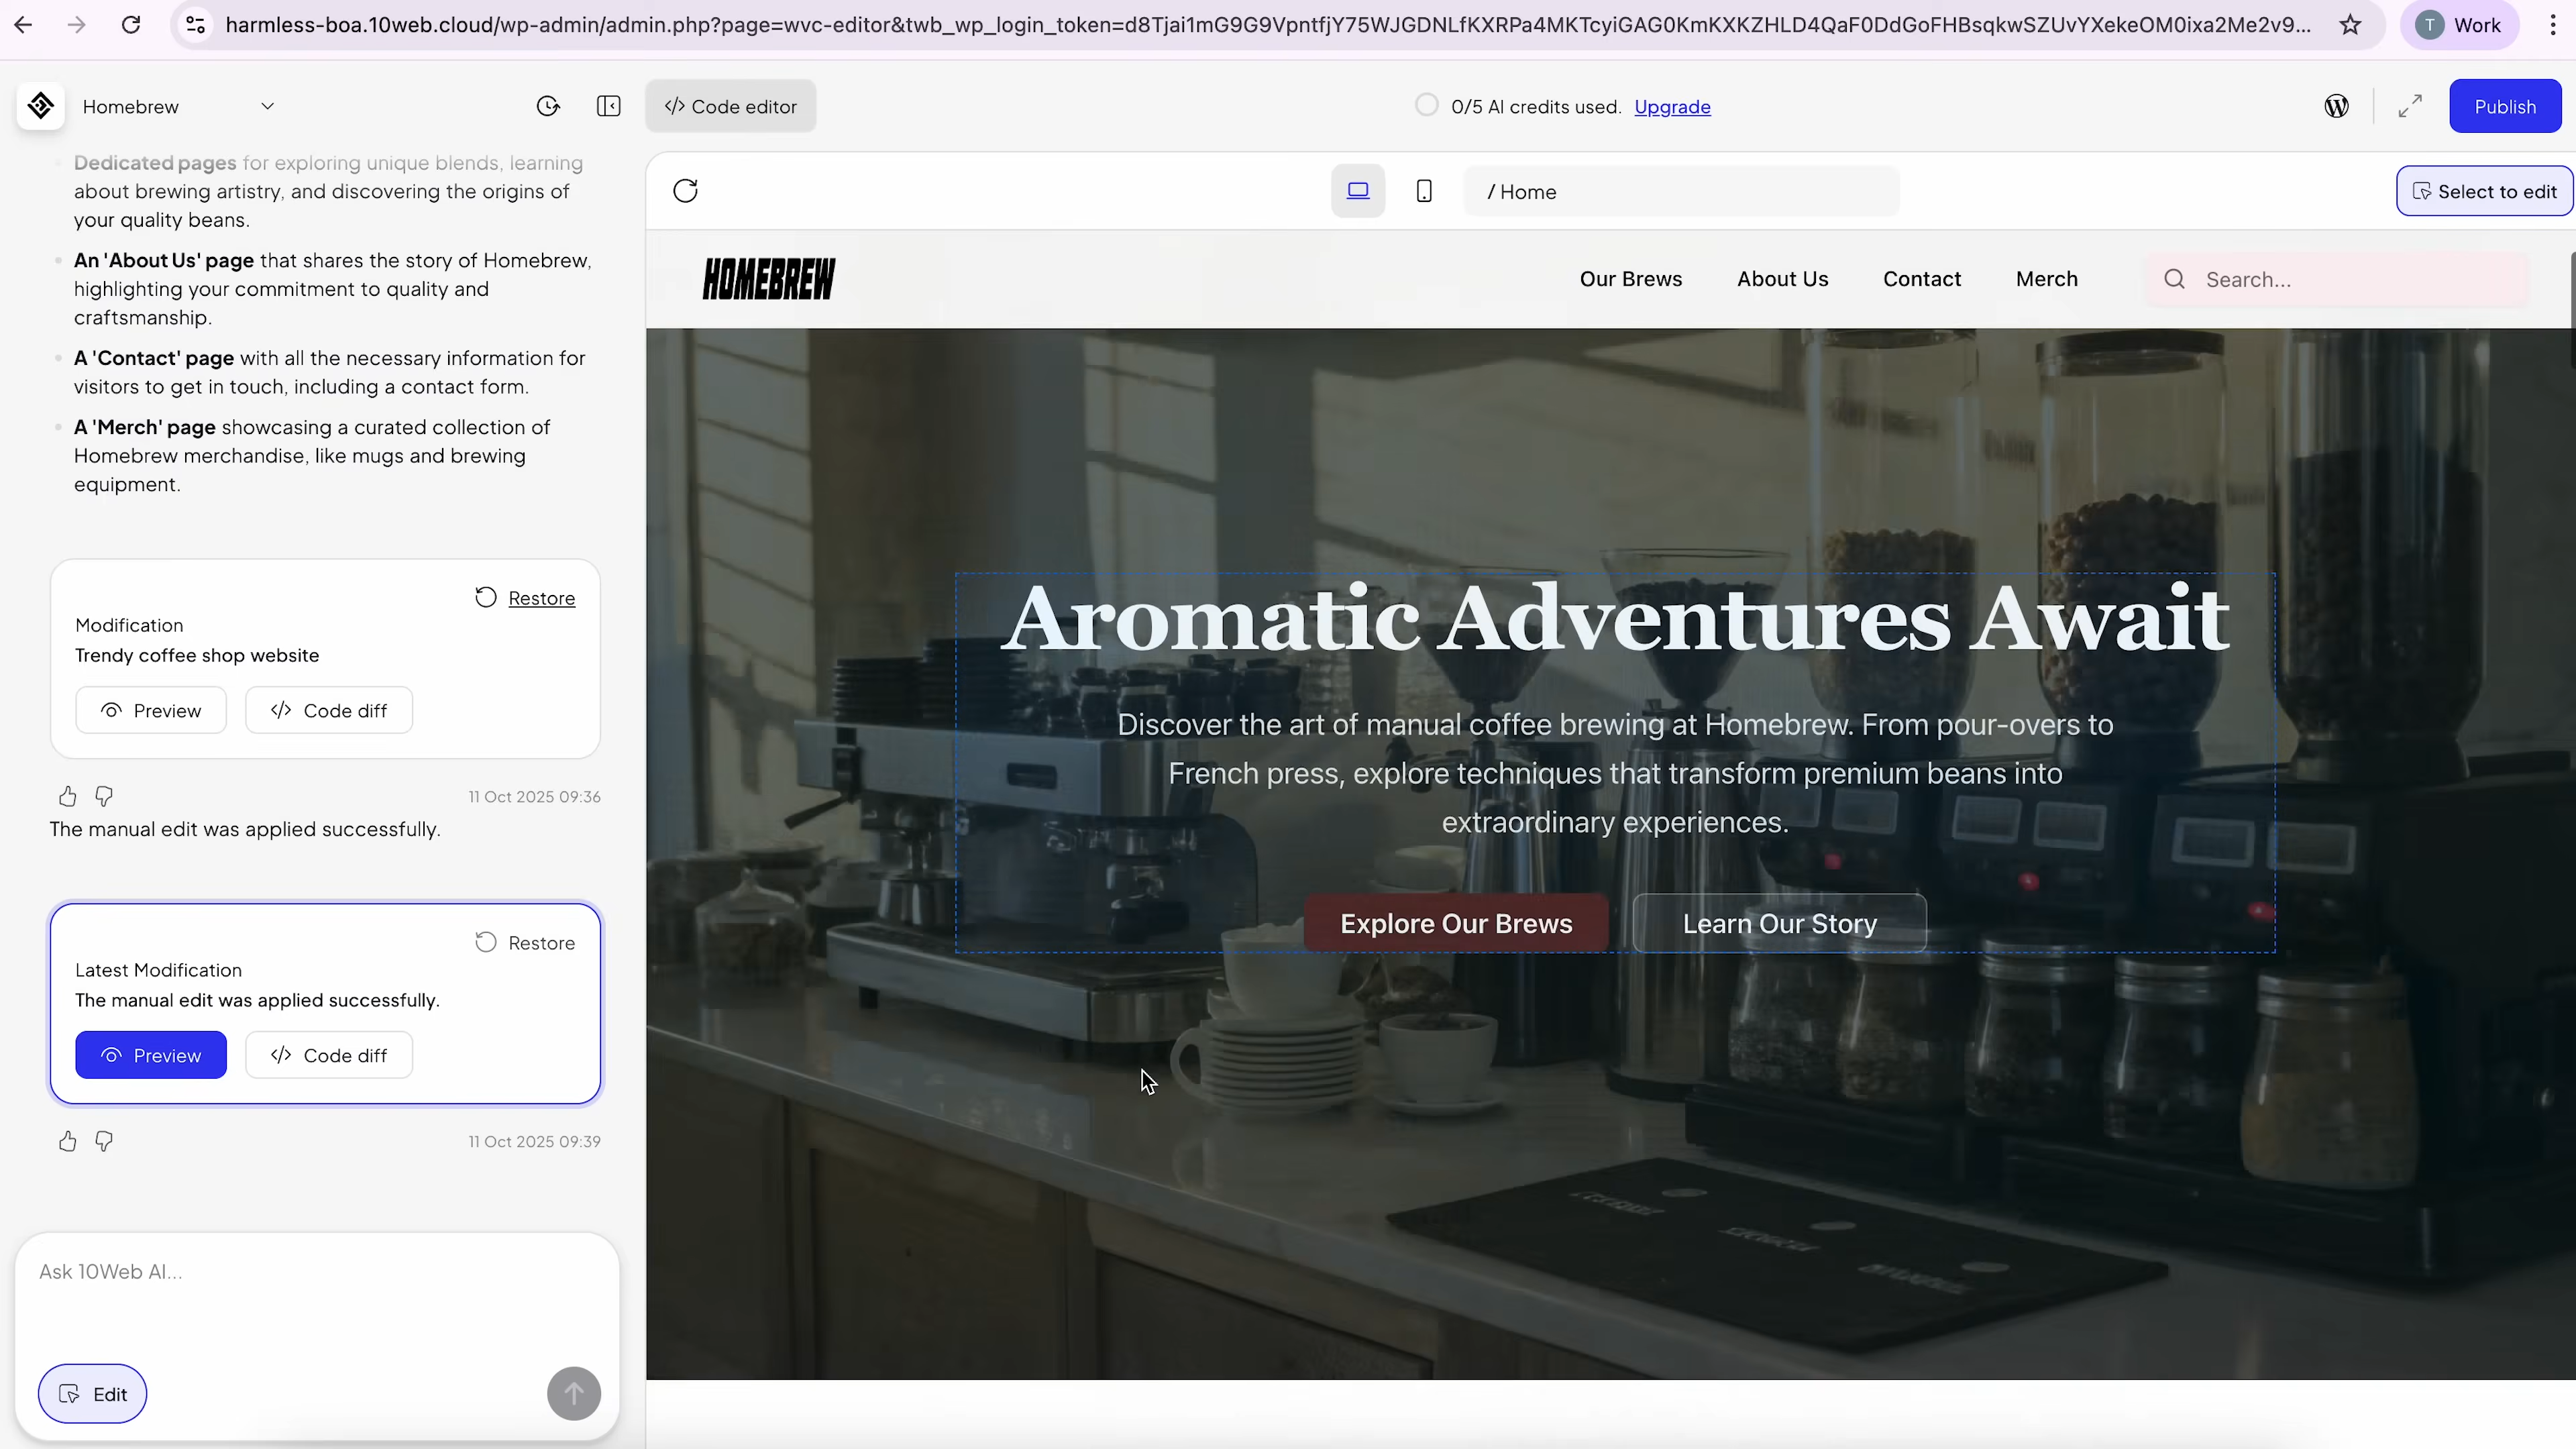 harmless-boa.10web.cloud/wp-admin/admin.php?page=wvc-editor&twb_wp_login_token=d8Tjai1mG9G9VpntfjY75WJGDNLfKXRPa4MKTcyiGAG0KmKXKZHLD4QaF0DdGoFHBsqkwSZUvYXekeOM0ixa2Me2v9...
T
Work
Homebrew
</> Code editor
0/5 AI credits used. Upgrade
Publish
Dedicated pages for exploring unique blends, learning
about brewing artistry, and discovering the origins of
your quality beans.
An 'About Us' page that shares the story of Homebrew,
highlighting your commitment to quality and
craftsmanship.
A 'Contact' page with all the necessary information for
visitors to get in touch, including a contact form.
A 'Merch' page showcasing a curated collection of
Homebrew merchandise, like mugs and brewing
equipment.
Restore
Modification
Trendy coffee shop website
Preview
</> Code diff
11 Oct 2025 09:36
The manual edit was applied successfully.
Restore
Latest Modification
The manual edit was applied successfully.
Preview
</> Code diff
11 Oct 2025 09:39
Ask 10Web AI...
Edit
/ Home
Select to edit
HOMEBREW
Our Brews
About Us
Contact
Merch
Search...
Aromatic Adventures Await
Discover the art of manual coffee brewing at Homebrew. From pour-overs to
French press, explore techniques that transform premium beans into
extraordinary experiences.
Explore Our Brews
Learn Our Story